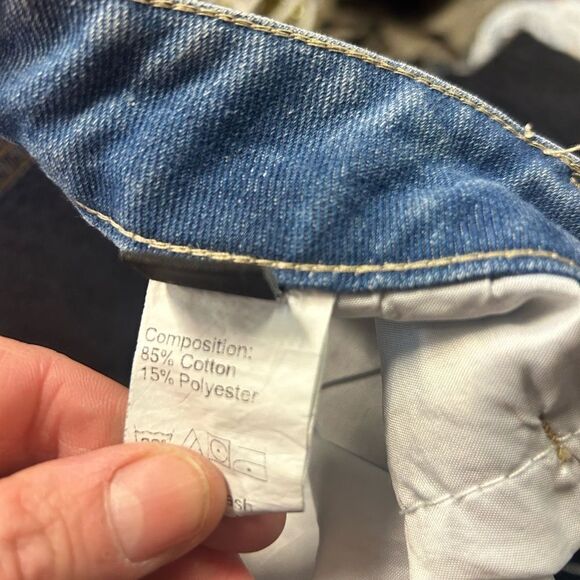 Composition:
85% Cotton
15% Polyester